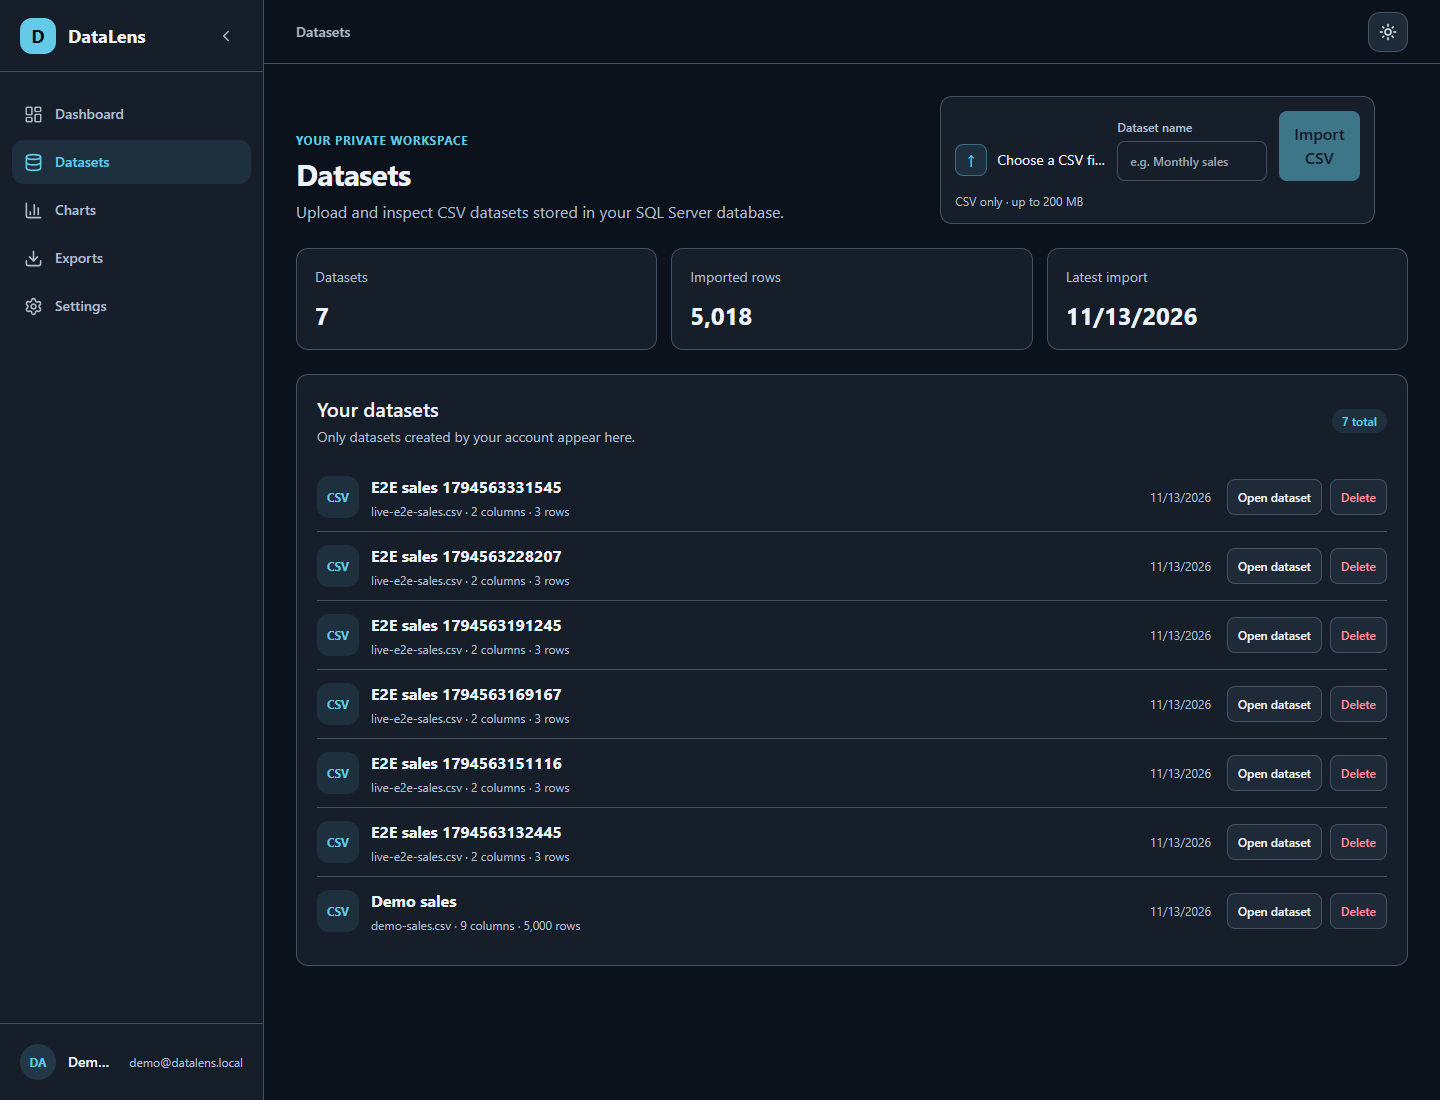 D DataLens
Dashboard
Datasets
Charts
Exports
Settings
DA Dem... demo@datalens.local
Datasets
YOUR PRIVATE WORKSPACE
Datasets
Upload and inspect CSV datasets stored in your SQL Server database.
↑ Choose a CSV fi...
Dataset name
e.g. Monthly sales
Import
CSV
CSV only · up to 200 MB
Datasets
7
Imported rows
5,018
Latest import
11/13/2026
Your datasets
Only datasets created by your account appear here.
7 total
CSV E2E sales 1794563331545 11/13/2026 Open dataset Delete
live-e2e-sales.csv · 2 columns · 3 rows
CSV E2E sales 1794563228207 11/13/2026 Open dataset Delete
live-e2e-sales.csv · 2 columns · 3 rows
CSV E2E sales 1794563191245 11/13/2026 Open dataset Delete
live-e2e-sales.csv · 2 columns · 3 rows
CSV E2E sales 1794563169167 11/13/2026 Open dataset Delete
live-e2e-sales.csv · 2 columns · 3 rows
CSV E2E sales 1794563151116 11/13/2026 Open dataset Delete
live-e2e-sales.csv · 2 columns · 3 rows
CSV E2E sales 1794563132445 11/13/2026 Open dataset Delete
live-e2e-sales.csv · 2 columns · 3 rows
CSV Demo sales 11/13/2026 Open dataset Delete
demo-sales.csv · 9 columns · 5,000 rows